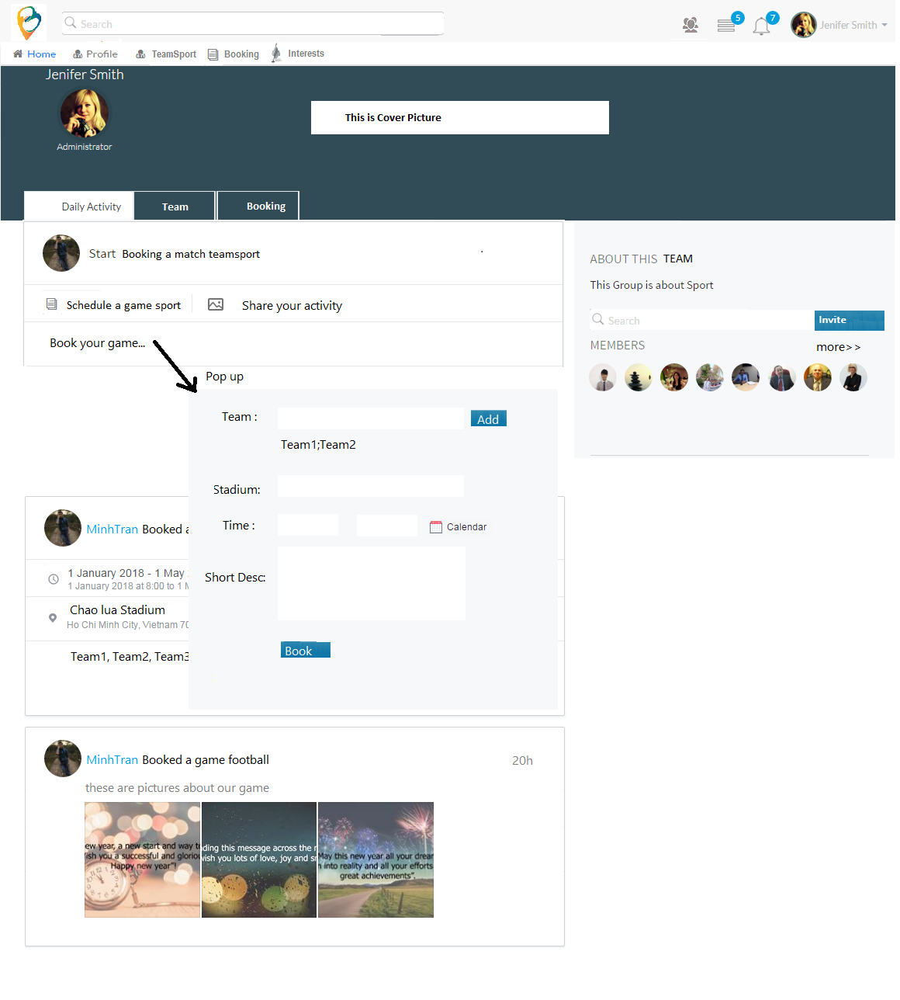 Search
5
7
Jenifer Smith
Home
Profile
TeamSport
Booking
Interests
Jenifer Smith
Administrator
This is Cover Picture
Daily Activity
Team
Booking
Start Booking a match teamsport
.
Schedule a game sport
Share your activity
Book your game...
ABOUT THIS TEAM
This Group is about Sport
Search
Invite
MEMBERS
more>>
Pop up
Team :
Add
Team1;Team2
Stadium:
Time :
Calendar
Short Desc:
Book
MinhTran Booked a
1 January 2018 - 1 May
1 January 2018 at 8:00 to 1 M
Chao lua Stadium
Ho Chi Minh City, Vietnam 70
Team1, Team2, Team3
MinhTran Booked a game football
20h
these are pictures about our game
ew year, a new start and way to
ish you a successful and glorio
Happy new year"!
ding this message across the
wish you lots of love, joy and
May this new year all your drea
into reality and all your efforts
great achievements".